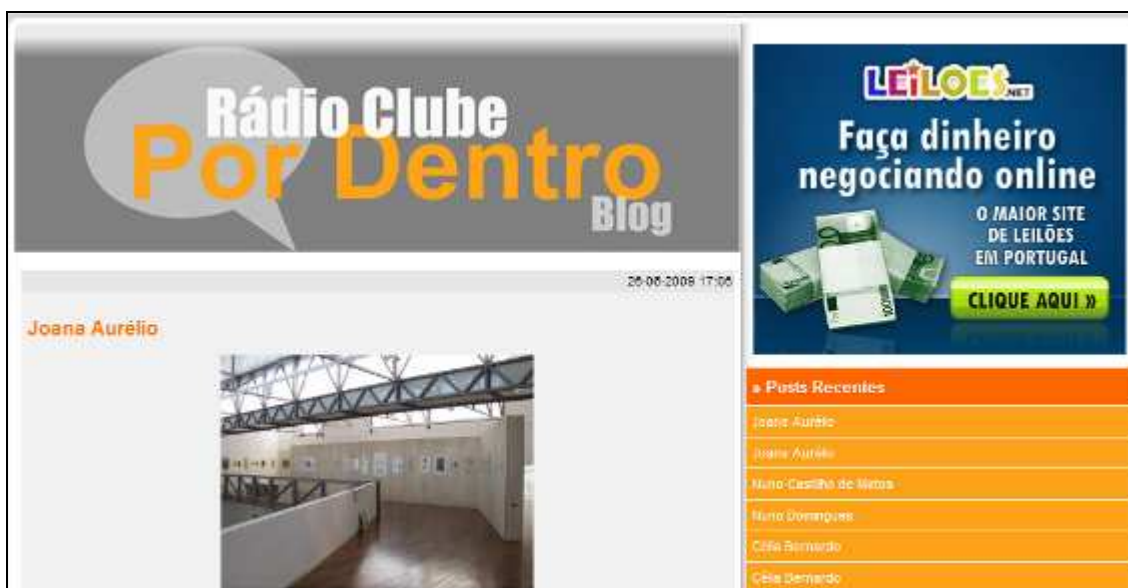 Rádio Clube
Por Dentro
Blog
26-06-2009 17:06
Joana Aurélio
LEILOES.NET
Faça dinheiro
negociando online
O MAIOR SITE
DE LEILÕES
EM PORTUGAL
CLIQUE AQUI »
» Posts Recentes
Joana Aurélio
Joana Aurélio
Nuno Castilho de Matos
Nuno Domingues
Célia Bernardo
Célia Bernardo